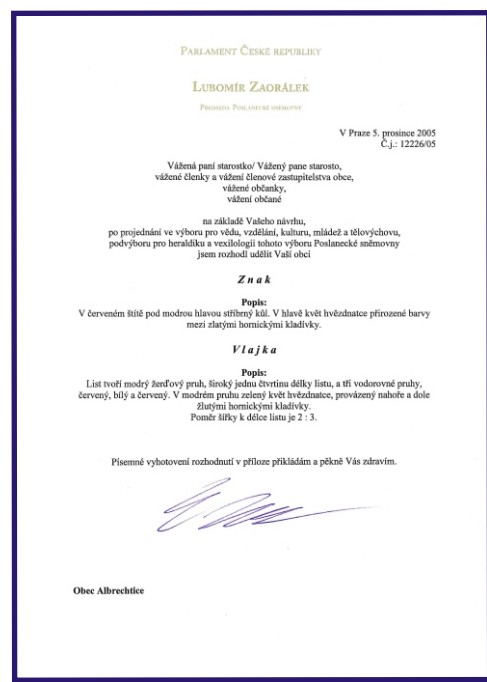 PARLAMENT ČESKÉ REPUBLIKY
LUBOMÍR ZAORÁLEK
PŘEDSEDA POSLANECKÉ SNĚMOVNY
V Praze 5. prosince 2005
Č.j.: 12226/05
Vážená paní starostko/ Vážený pane starosto,
vážené členky a vážení členové zastupitelstva obce,
vážené občanky,
vážení občané
na základě Vašeho návrhu,
po projednání ve výboru pro vědu, vzdělání, kulturu, mládež a tělovýchovu,
podvýboru pro heraldiku a vexilologii tohoto výboru Poslanecké sněmovny
jsem rozhodl udělit Vaší obci
Znak
Popis:
V červeném štítě pod modrou hlavou stříbrný kůl. V hlavě květ hvězdnatce přirozené barvy
mezi zlatými hornickými kladívky.
Vlajka
Popis:
List tvoří modrý žerďový pruh, široký jednu čtvrtinu délky listu, a tři vodorovné pruhy,
červený, bílý a červený. V modrém pruhu zelený květ hvězdnatce, provázený nahoře a dole
žlutými hornickými kladívky.
Poměr šířky k délce listu je 2 : 3.
Písemné vyhotovení rozhodnutí v příloze přikládám a pěkně Vás zdravím.
Obec Albrechtice